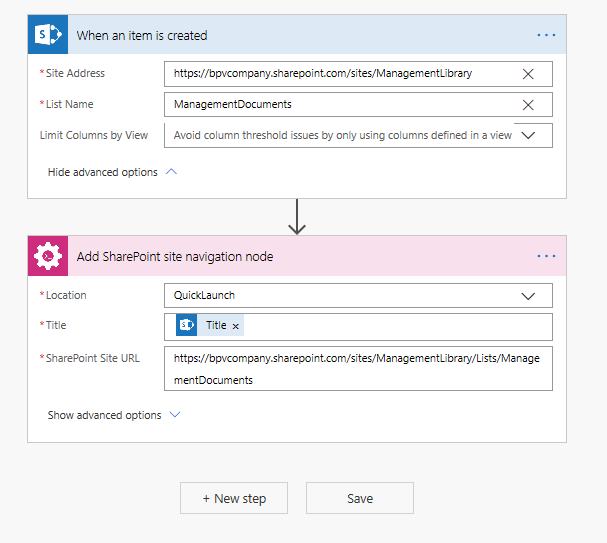 When an item is created
...
* Site Address
https://bpvcompany.sharepoint.com/sites/ManagementLibrary
* List Name
ManagementDocuments
Limit Columns by View
Avoid column threshold issues by only using columns defined in a view
Hide advanced options
Add SharePoint site navigation node
...
* Location
QuickLaunch
* Title
Title ×
* SharePoint Site URL
https://bpvcompany.sharepoint.com/sites/ManagementLibrary/Lists/Manage
mentDocuments
Show advanced options
+ New step
Save